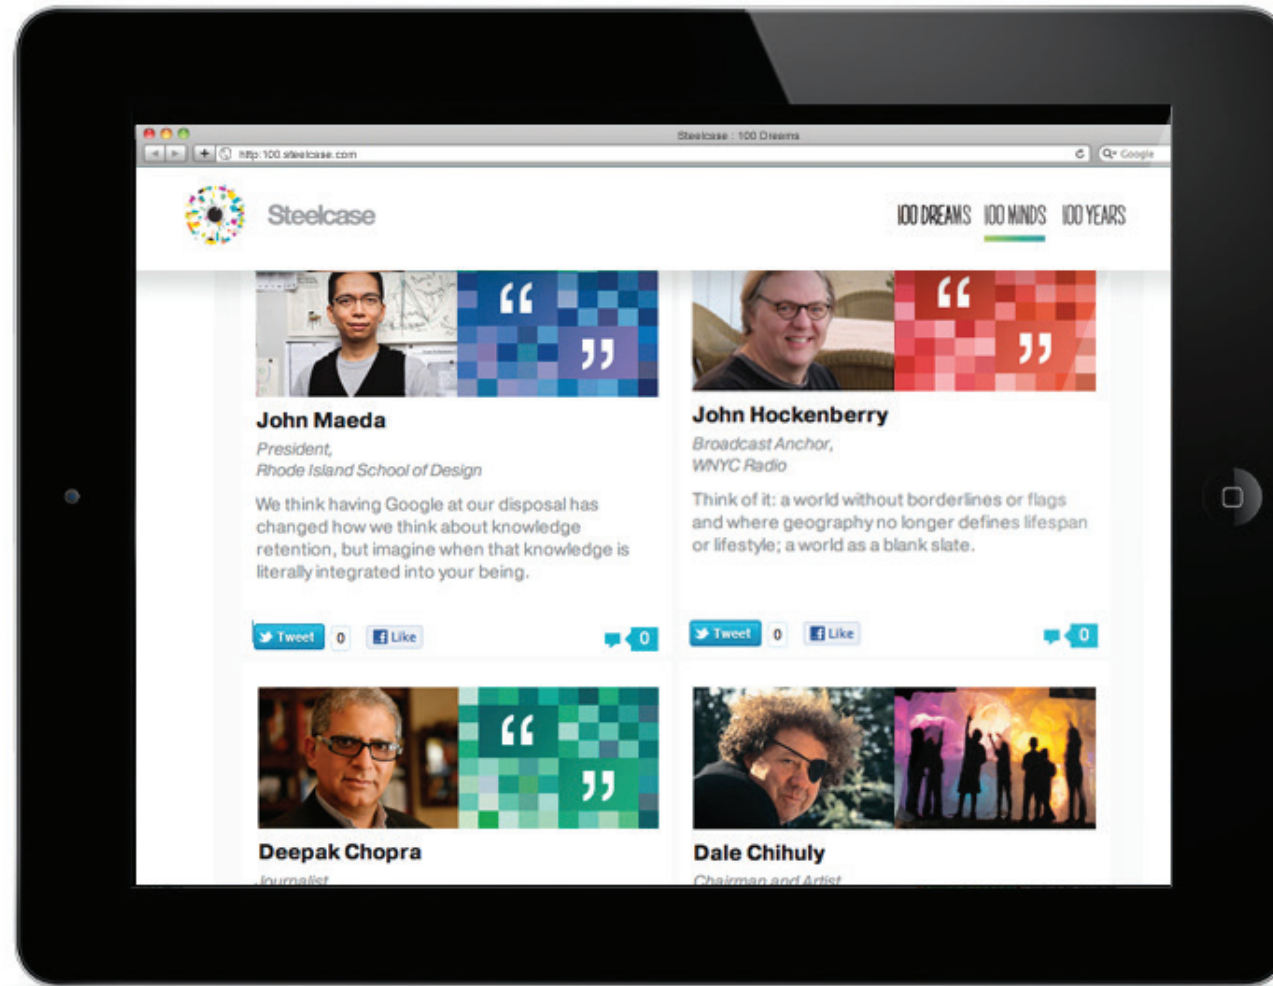 Steelcase : 100 Dreams
http:100.steelcase.com
Google
Steelcase
100 DREAMS 100 MINDS 100 YEARS
“
”
John Maeda
President,
Rhode Island School of Design
We think having Google at our disposal has
changed how we think about knowledge
retention, but imagine when that knowledge is
literally integrated into your being.
Tweet 0 Like 0
“
”
John Hockenberry
Broadcast Anchor,
WNYC Radio
Think of it: a world without borderlines or flags
and where geography no longer defines lifespan
or lifestyle; a world as a blank slate.
Tweet 0 Like 0
“
”
Deepak Chopra
Journalist
Dale Chihuly
Chairman and Artist